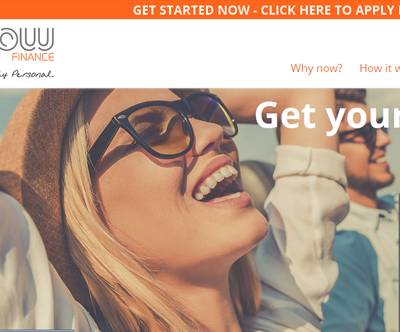 GET STARTED NOW - CLICK HERE TO APPLY
OW
FINANCE
Personal.
Why now?
How it
Get your